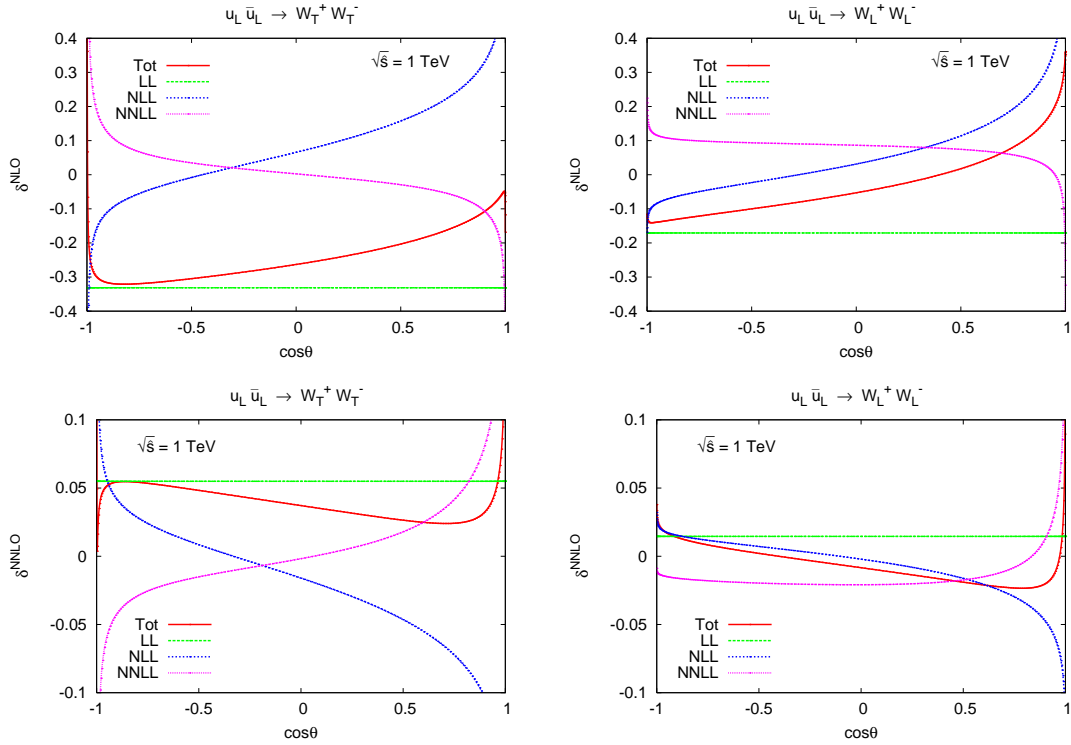 u_L ū_L → W_T^+ W_T^-
0.4
0.3
0.2
0.1
0
-0.1
-0.2
-0.3
-0.4
-1
-0.5
0
0.5
1
δ^NLO
cosθ
√ŝ = 1 TeV
Tot
LL
NLL
NNLL
u_L ū_L → W_L^+ W_L^-
0.4
0.3
0.2
0.1
0
-0.1
-0.2
-0.3
-0.4
-1
-0.5
0
0.5
1
δ^NLO
cosθ
√ŝ = 1 TeV
Tot
LL
NLL
NNLL
u_L ū_L → W_T^+ W_T^-
0.1
0.05
0
-0.05
-0.1
-1
-0.5
0
0.5
1
δ^NNLO
cosθ
√ŝ = 1 TeV
Tot
LL
NLL
NNLL
u_L ū_L → W_L^+ W_L^-
0.1
0.05
0
-0.05
-0.1
-1
-0.5
0
0.5
1
δ^NNLO
cosθ
√ŝ = 1 TeV
Tot
LL
NLL
NNLL